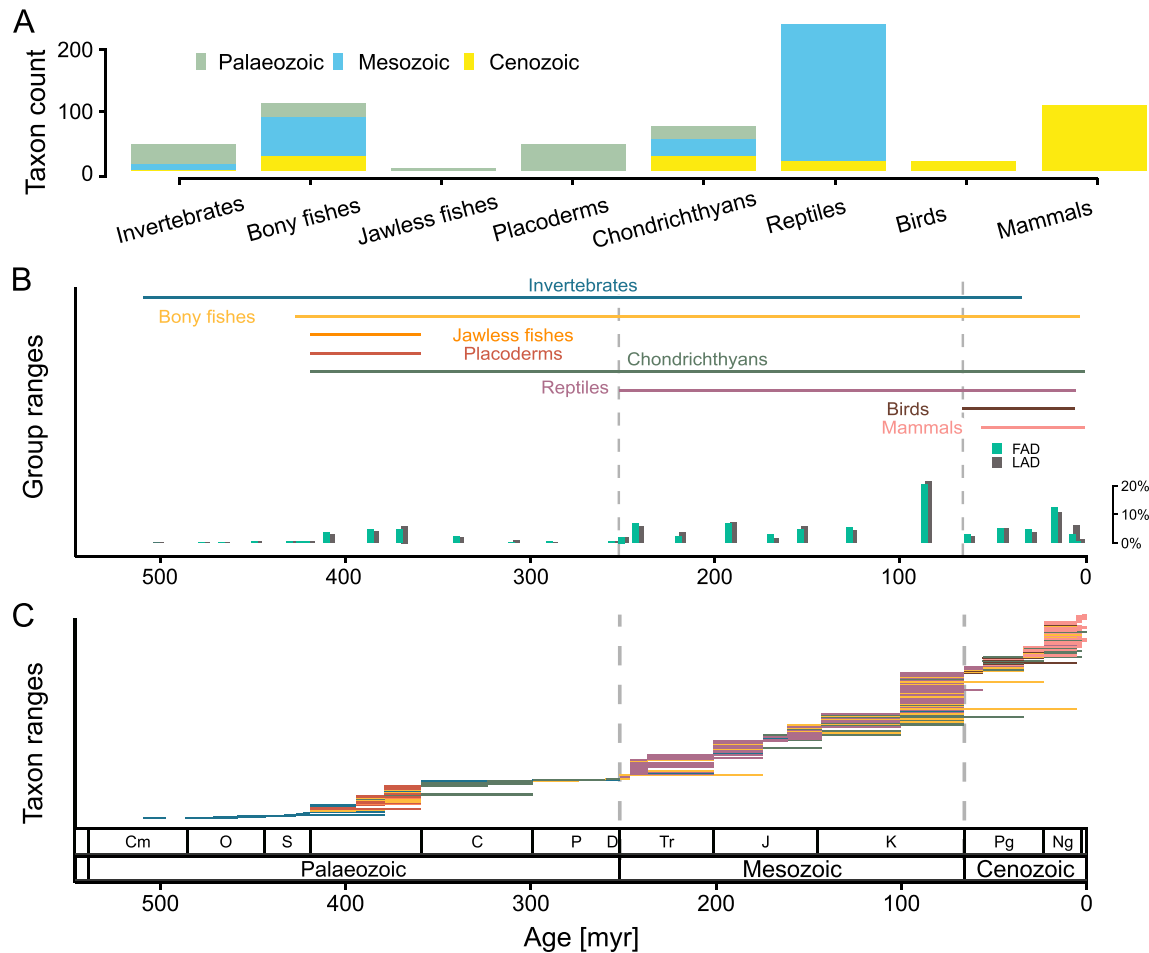 A
Taxon count
200
100
0
Palaeozoic Mesozoic Cenozoic
Invertebrates Bony fishes Jawless fishes Placoderms Chondrichthyans Reptiles Birds Mammals
B
Group ranges
Invertebrates
Bony fishes
Jawless fishes
Placoderms
Chondrichthyans
Reptiles
Birds
Mammals
FAD
LAD
20%
10%
0%
500 400 300 200 100 0
C
Taxon ranges
Cm O S C P D Tr J K Pg Ng
Palaeozoic Mesozoic Cenozoic
500 400 300 200 100 0
Age [myr]